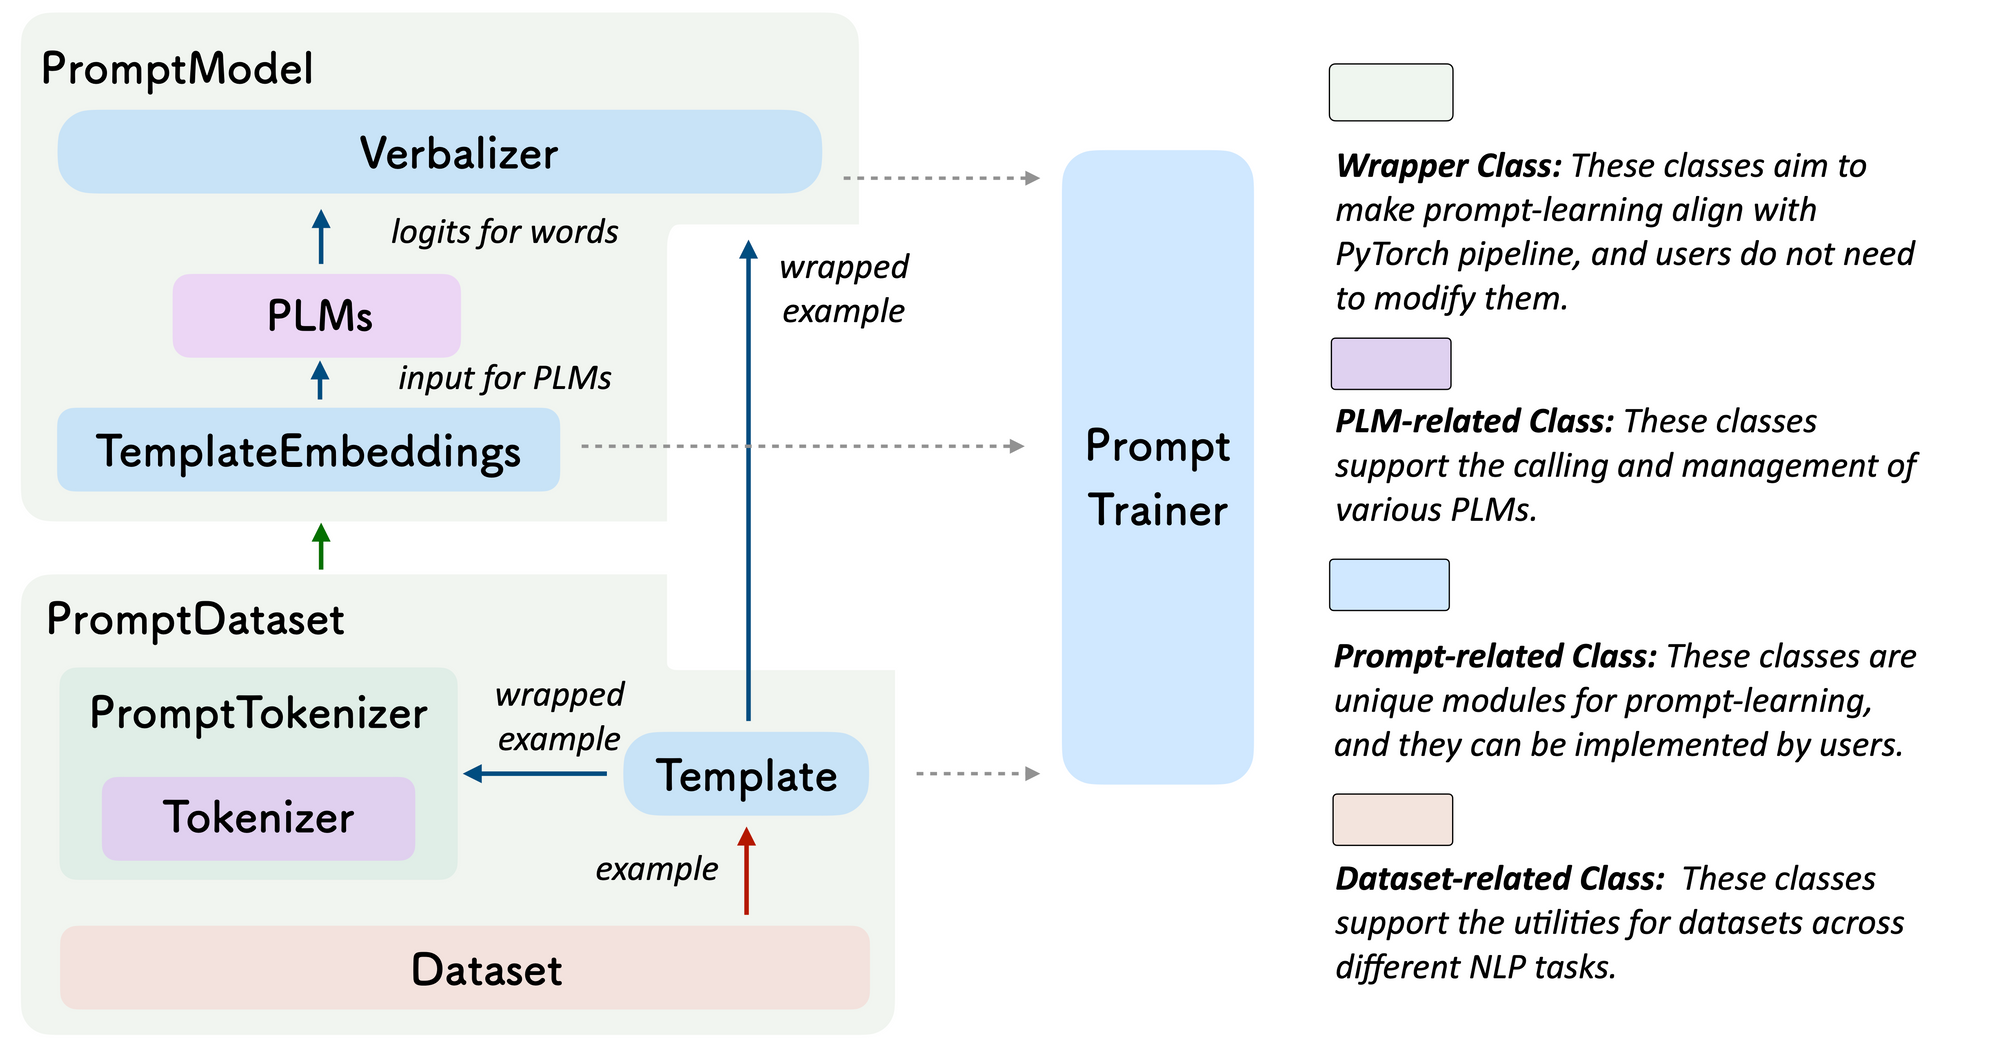 PromptModel
Verbalizer
logits for words
PLMs
input for PLMs
TemplateEmbeddings
wrapped
example
PromptDataset
PromptTokenizer
Tokenizer
wrapped
example
Template
example
Dataset
Prompt
Trainer
Wrapper Class: These classes aim to
make prompt-learning align with
PyTorch pipeline, and users do not need
to modify them.
PLM-related Class: These classes
support the calling and management of
various PLMs.
Prompt-related Class: These classes are
unique modules for prompt-learning,
and they can be implemented by users.
Dataset-related Class: These classes
support the utilities for datasets across
different NLP tasks.